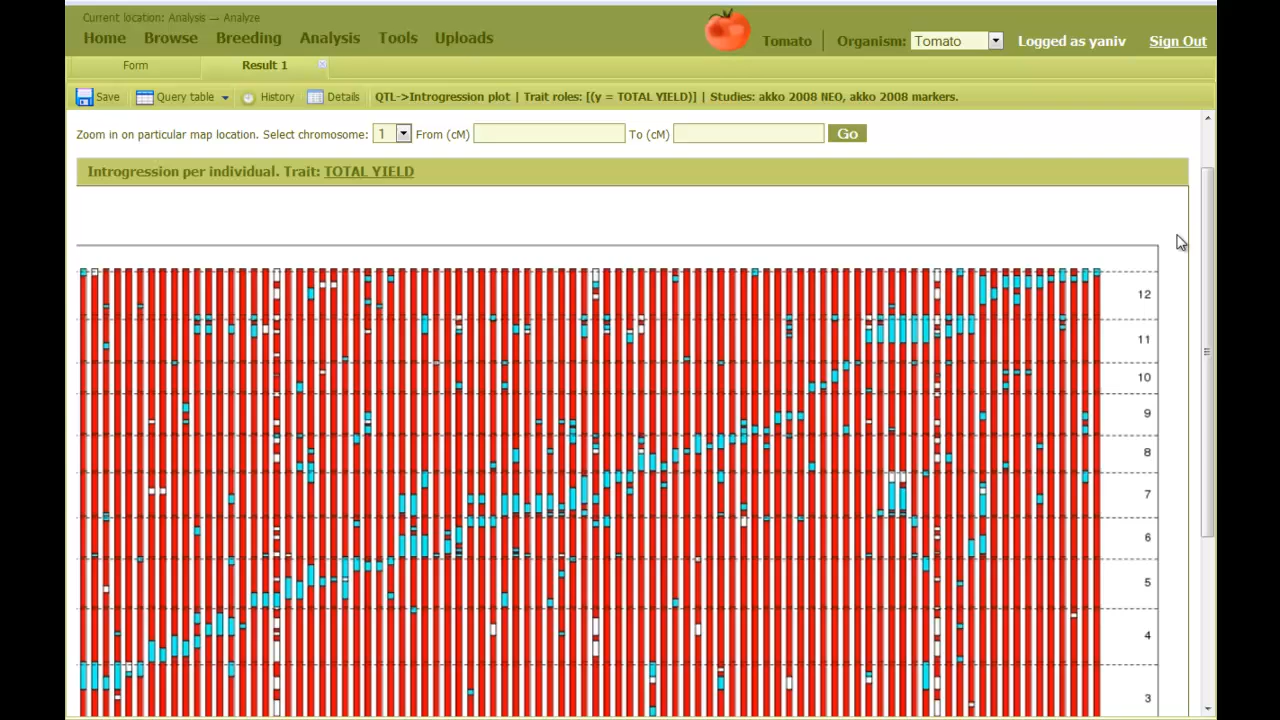 Current location: Analysis → Analyze
Home Browse Breeding Analysis Tools Uploads
Tomato Organism: Tomato Logged as yaniv Sign Out
Form Result 1
Save Query table History Details QTL->Introgression plot | Trait roles: [(y = TOTAL YIELD)] | Studies: akko 2008 NEO, akko 2008 markers.
Zoom in on particular map location. Select chromosome: 1 From (cM) To (cM) Go
Introgression per individual. Trait: TOTAL YIELD
12
11
10
9
8
7
6
5
4
3